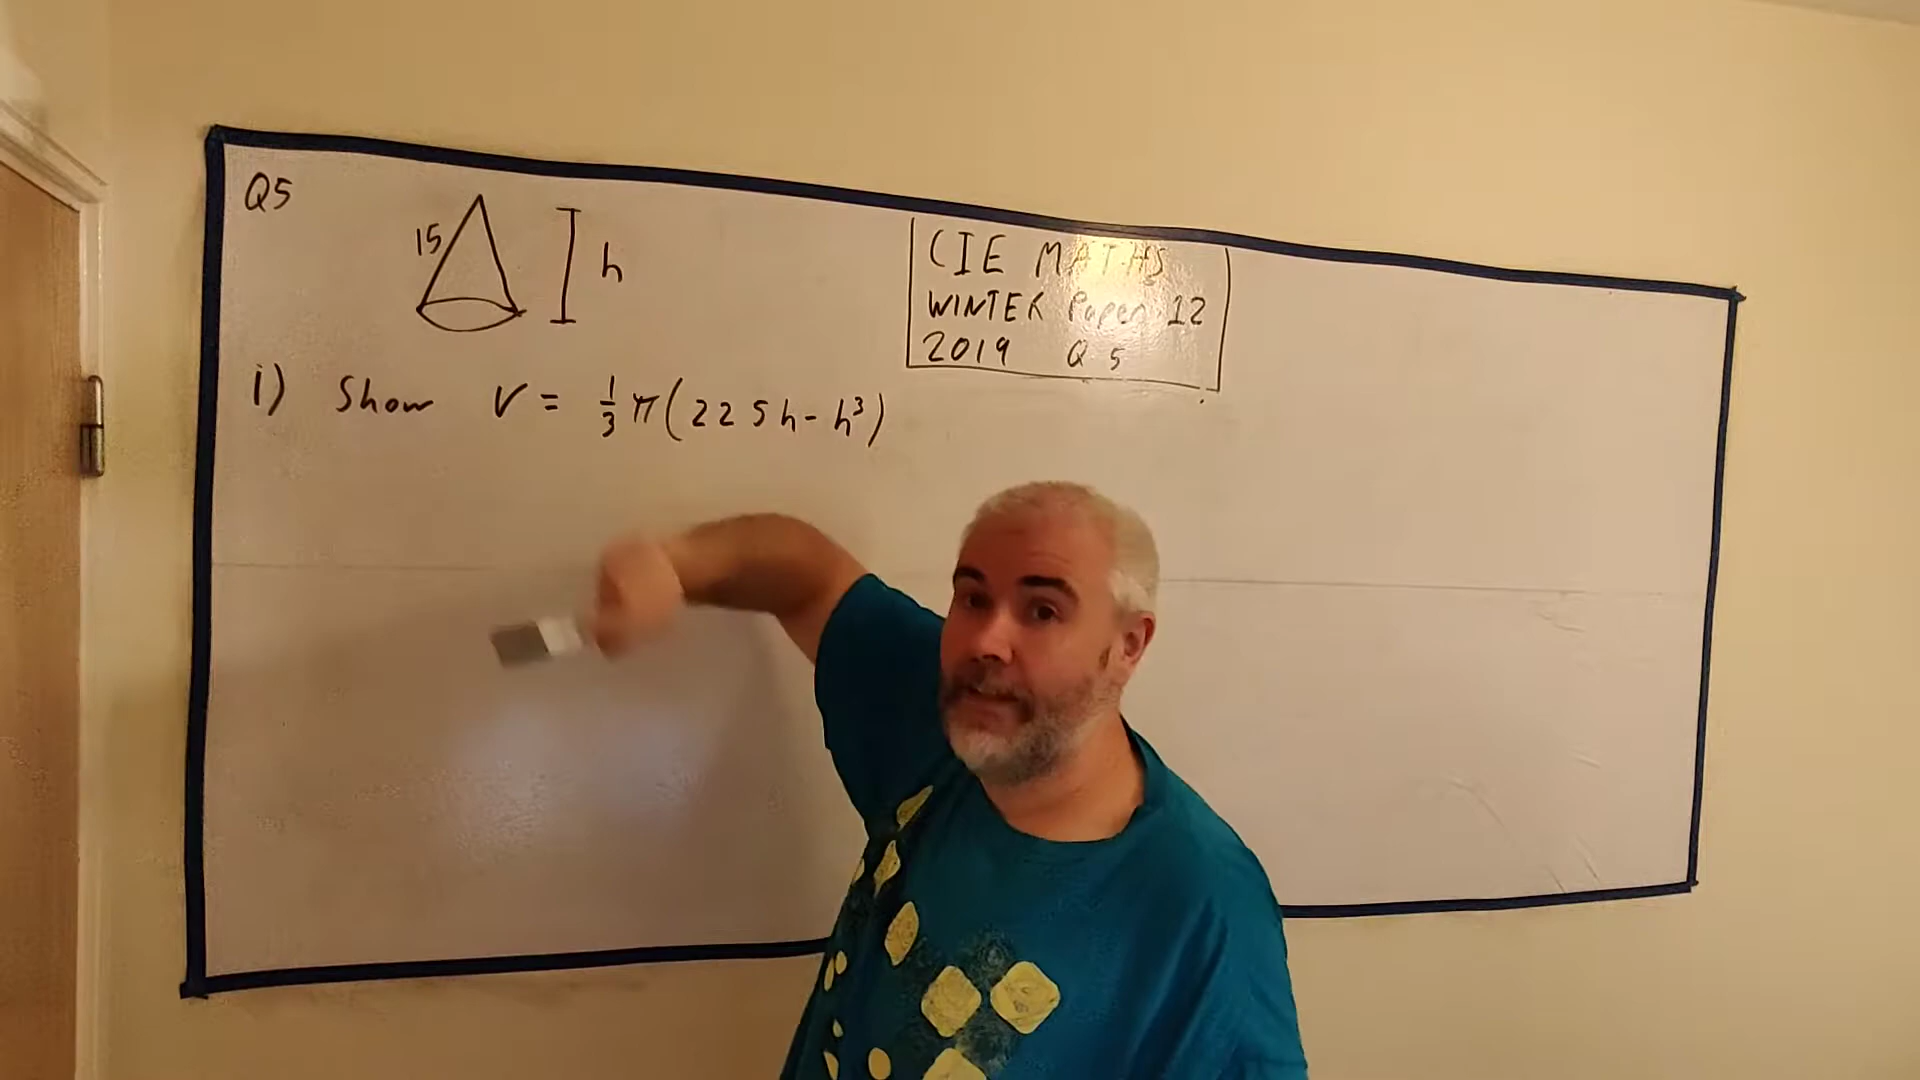 Q5
15
h
CIE MATHS
WINTER Paper 12
2019 Q 5
i) Show V = 1/3 π(225h - h³)